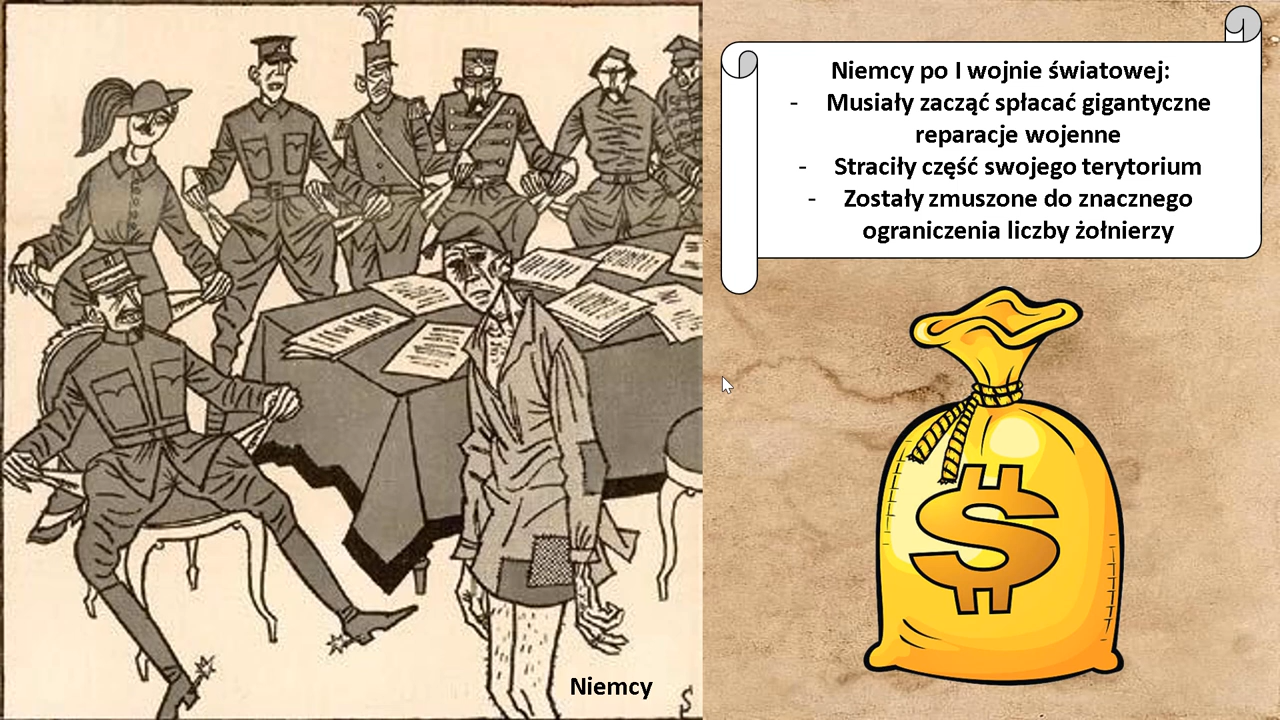 Niemcy po I wojnie światowej:
- Musiały zacząć spłacać gigantyczne
reparacje wojenne
- Straciły część swojego terytorium
- Zostały zmuszone do znacznego
ograniczenia liczby żołnierzy
$
Niemcy
S